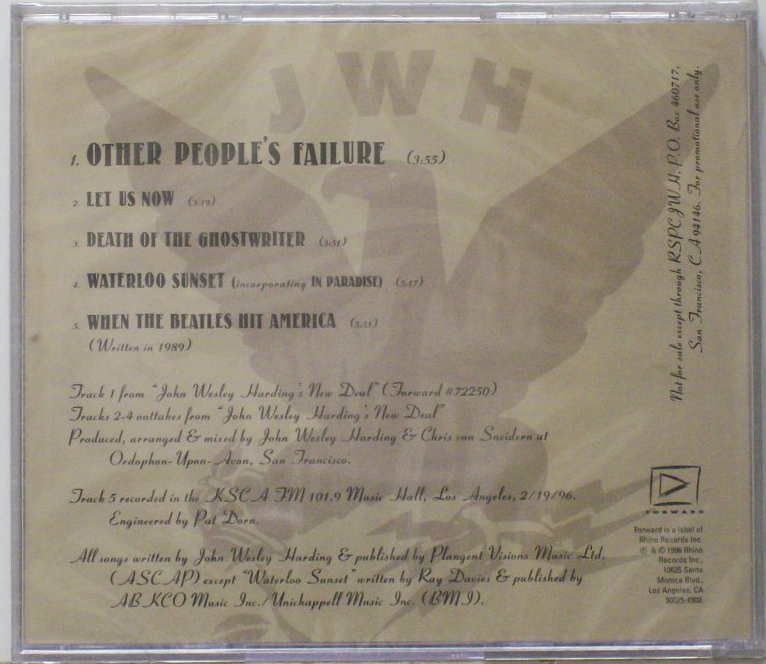 JWH
1. OTHER PEOPLE'S FAILURE (3:55)
2. LET US NOW
3. DEATH OF THE GHOSTWRITER
4. WATERLOO SUNSET (incorporating IN PARADISE)
5. WHEN THE BEATLES HIT AMERICA
(Written in 1989)
Track 1 from "John Wesley Harding's New Deal" (Forward #72250)
Tracks 2-4 outtakes from "John Wesley Harding's New Deal"
Produced, arranged & mixed by John Wesley Harding & Chris von Sneidern at
Ordophon-Upon-Avon, San Francisco.
Track 5 recorded in the KSCA FM 101.9 Music Hall, Los Angeles, 2/19/96.
Engineered by Pat Dorn.
All songs written by John Wesley Harding & published by Plangent Visions Music Ltd.
(ASCAP) except "Waterloo Sunset" written by Ray Davies & published by
ABKCO Music Inc./Unichappell Music Inc. (BMI).
Not for sale except through RSPCJWH, P.O. Box 460717,
San Francisco, CA 94146. For promotional use only.
FORWARD
Forward is a label of
Rhino Records Inc.
℗ & © 1996 Rhino
Records Inc.,
10635 Santa
Monica Blvd.,
Los Angeles, CA